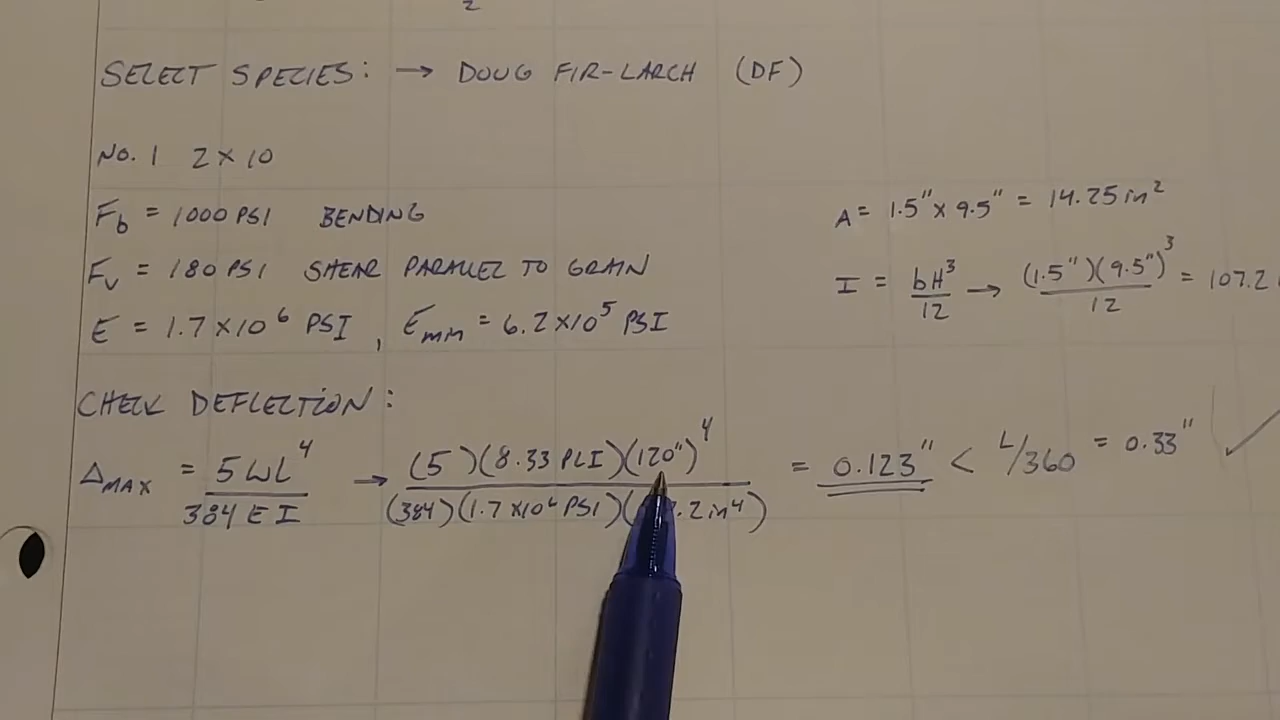 2
SELECT SPECIES: → DOUG FIR-LARCH (DF)
NO. 1 2×10
Fb = 1000 PSI BENDING
A = 1.5" × 9.5" = 14.25 in²
Fv = 180 PSI SHEAR PARALLEL TO GRAIN
I = bH³/12 → (1.5")(9.5")³/12 = 107.2
E = 1.7×10⁶ PSI, Emin = 6.2×10⁵ PSI
CHECK DEFLECTION:
ΔMAX = 5WL⁴/384EI → (5)(8.33 PLI)(120")⁴/(384)(1.7×10⁶ PSI)( .2 in⁴) = 0.123" < L/360 = 0.33" ✓